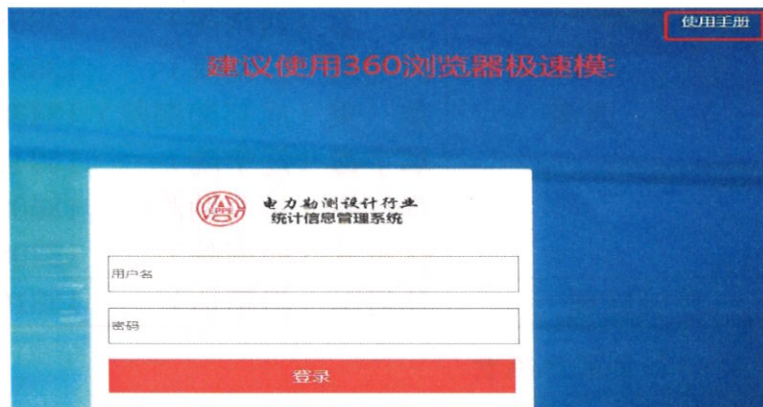 使用手册
建议使用360浏览器极速模
CEPPEA
电力勘测设计行业
统计信息管理系统
用户名
密码
登录